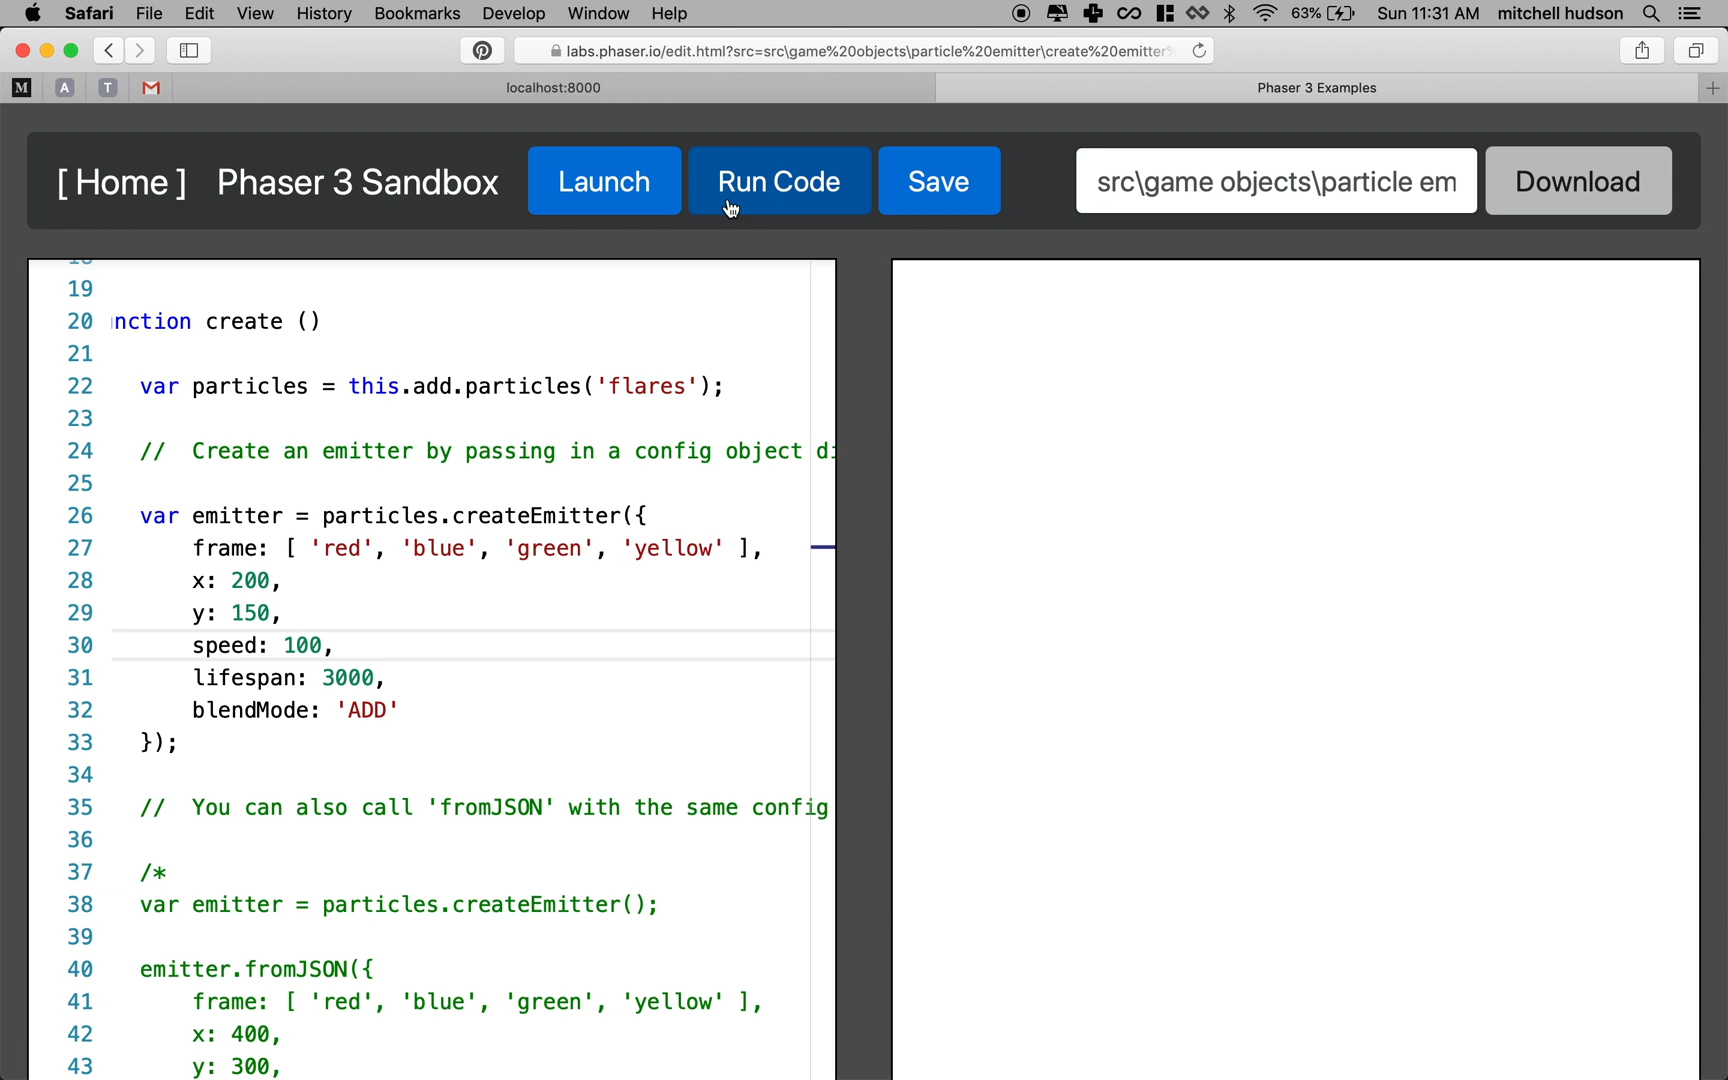 Safari File Edit View History Bookmarks Develop Window Help 63% Sun 11:31 AM mitchell hudson
labs.phaser.io/edit.html?src=src\game%20objects\particle%20emitter\create%20emitter%
M A T localhost:8000 Phaser 3 Examples
[ Home ] Phaser 3 Sandbox Launch Run Code Save src\game objects\particle em Download
19
20 nction create ()
21
22 var particles = this.add.particles('flares');
23
24 // Create an emitter by passing in a config object di
25
26 var emitter = particles.createEmitter({
27 frame: [ 'red', 'blue', 'green', 'yellow' ],
28 x: 200,
29 y: 150,
30 speed: 100,
31 lifespan: 3000,
32 blendMode: 'ADD'
33 });
34
35 // You can also call 'fromJSON' with the same config
36
37 /*
38 var emitter = particles.createEmitter();
39
40 emitter.fromJSON({
41 frame: [ 'red', 'blue', 'green', 'yellow' ],
42 x: 400,
43 y: 300,